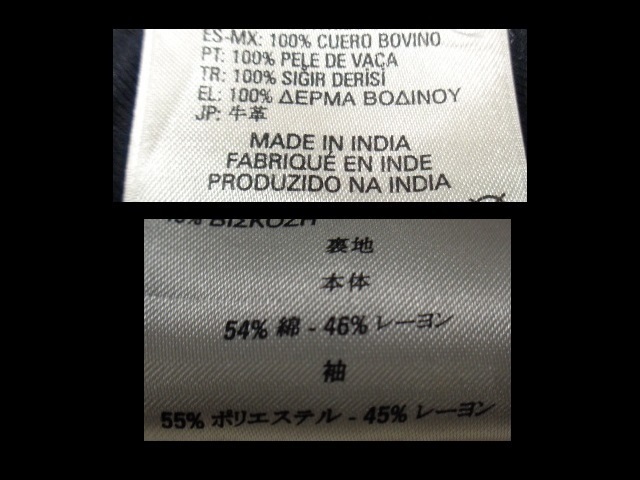 ES-MX: 100% CUERO BOVINO
PT: 100% PELE DE VACA
TR: 100% SIĞIR DERİSİ
EL: 100% ΔΕΡΜΑ ΒΟΔΙΝΟΥ
JP: 牛革
MADE IN INDIA
FABRIQUÉ EN INDE
PRODUZIDO NA INDIA
ΒΙΣΚΟΖΗ
裏地
本体
54% 綿 - 46% レーヨン
袖
55% ポリエステル - 45% レーヨン